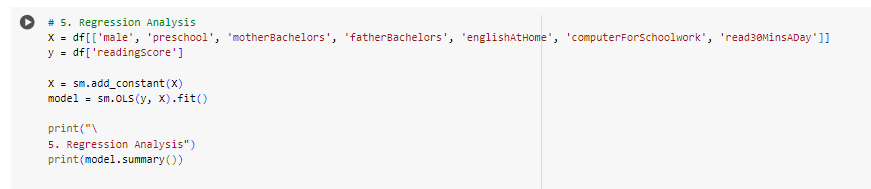 # 5. Regression Analysis
X = df[['male', 'preschool', 'motherBachelors', 'fatherBachelors', 'englishAtHome', 'computerForSchoolwork', 'read30MinsADay']]
y = df['readingScore']
X = sm.add_constant(X)
model = sm.OLS(y, X).fit()
print("\
5. Regression Analysis")
print(model.summary())